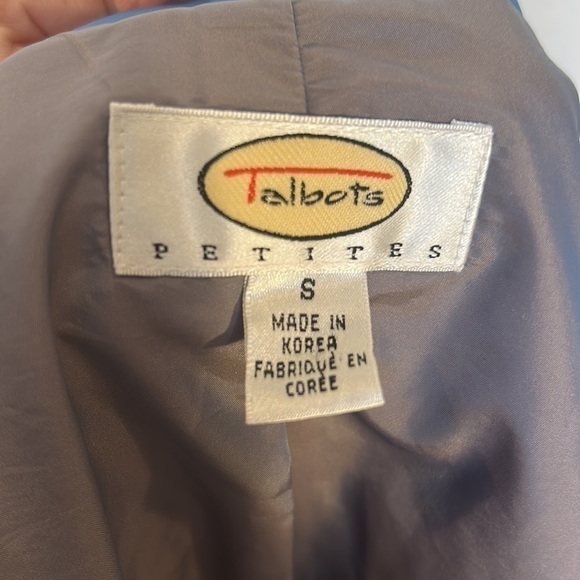 Talbots
PETITES
S
MADE IN
KOREA
FABRIQUÉ EN
CORÉE